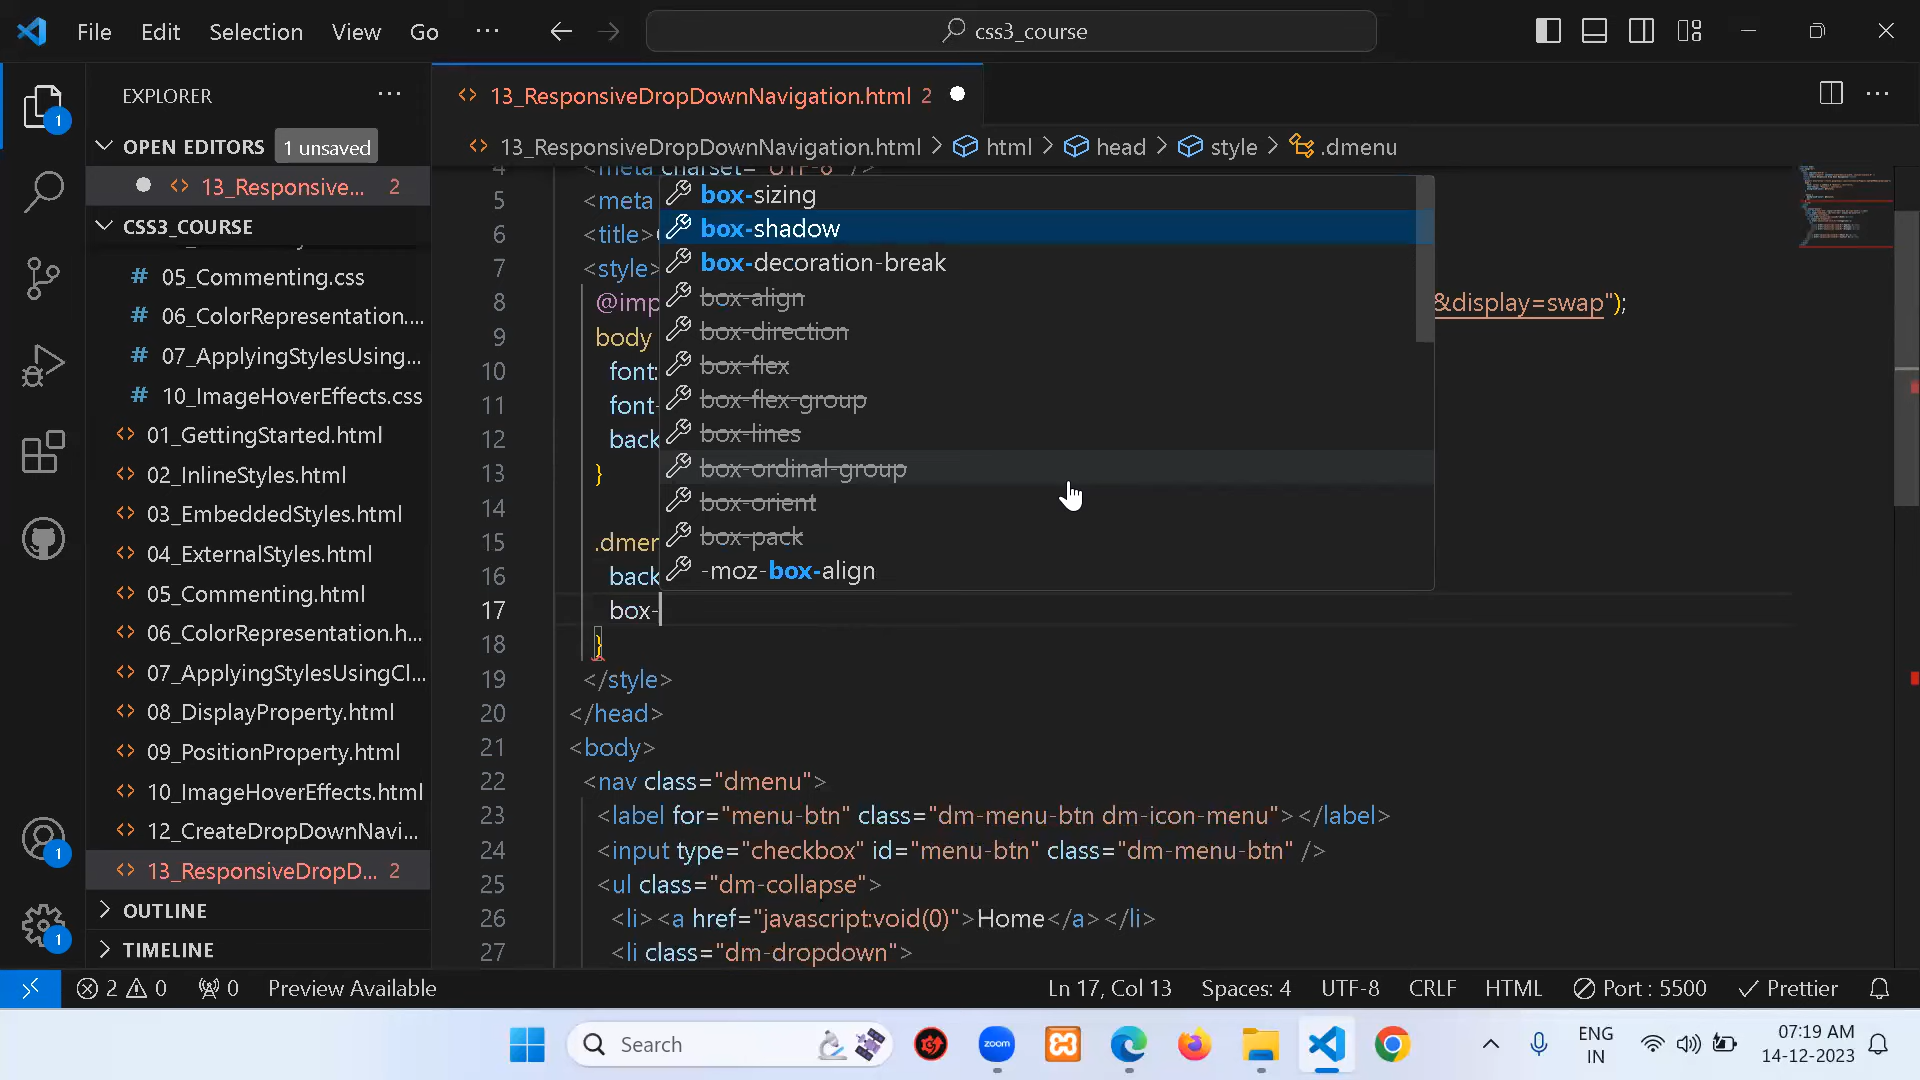 File Edit Selection View Go ··· css3_course
EXPLORER ···
OPEN EDITORS 1 unsaved
13_Responsive... 2
CSS3_COURSE
# 05_Commenting.css
# 06_ColorRepresentation....
# 07_ApplyingStylesUsing...
# 10_ImageHoverEffects.css
<> 01_GettingStarted.html
<> 02_InlineStyles.html
<> 03_EmbeddedStyles.html
<> 04_ExternalStyles.html
<> 05_Commenting.html
<> 06_ColorRepresentation.h...
<> 07_ApplyingStylesUsingCl...
<> 08_DisplayProperty.html
<> 09_PositionProperty.html
<> 10_ImageHoverEffects.html
<> 12_CreateDropDownNavi...
<> 13_ResponsiveDropD... 2
OUTLINE
TIMELINE
<> 13_ResponsiveDropDownNavigation.html 2
<> 13_ResponsiveDropDownNavigation.html > html > head > style > .dmenu
4 <meta charset="UTF-8" />
5 <meta
6 <title>
7 <style>
8 @imp &display=swap");
9 body
10 font
11 font-
12 back
13 }
14
15 .dmen
16 back
17 box-
18 }
19 </style>
20 </head>
21 <body>
22 <nav class="dmenu">
23 <label for="menu-btn" class="dm-menu-btn dm-icon-menu"></label>
24 <input type="checkbox" id="menu-btn" class="dm-menu-btn" />
25 <ul class="dm-collapse">
26 <li><a href="javascript:void(0)">Home</a></li>
27 <li class="dm-dropdown">
box-sizing
box-shadow
box-decoration-break
box-align
box-direction
box-flex
box-flex-group
box-lines
box-ordinal-group
box-orient
box-pack
-moz-box-align
2 0 0 Preview Available Ln 17, Col 13 Spaces: 4 UTF-8 CRLF HTML Port : 5500 Prettier
Search zoom ENG
IN
07:19 AM
14-12-2023